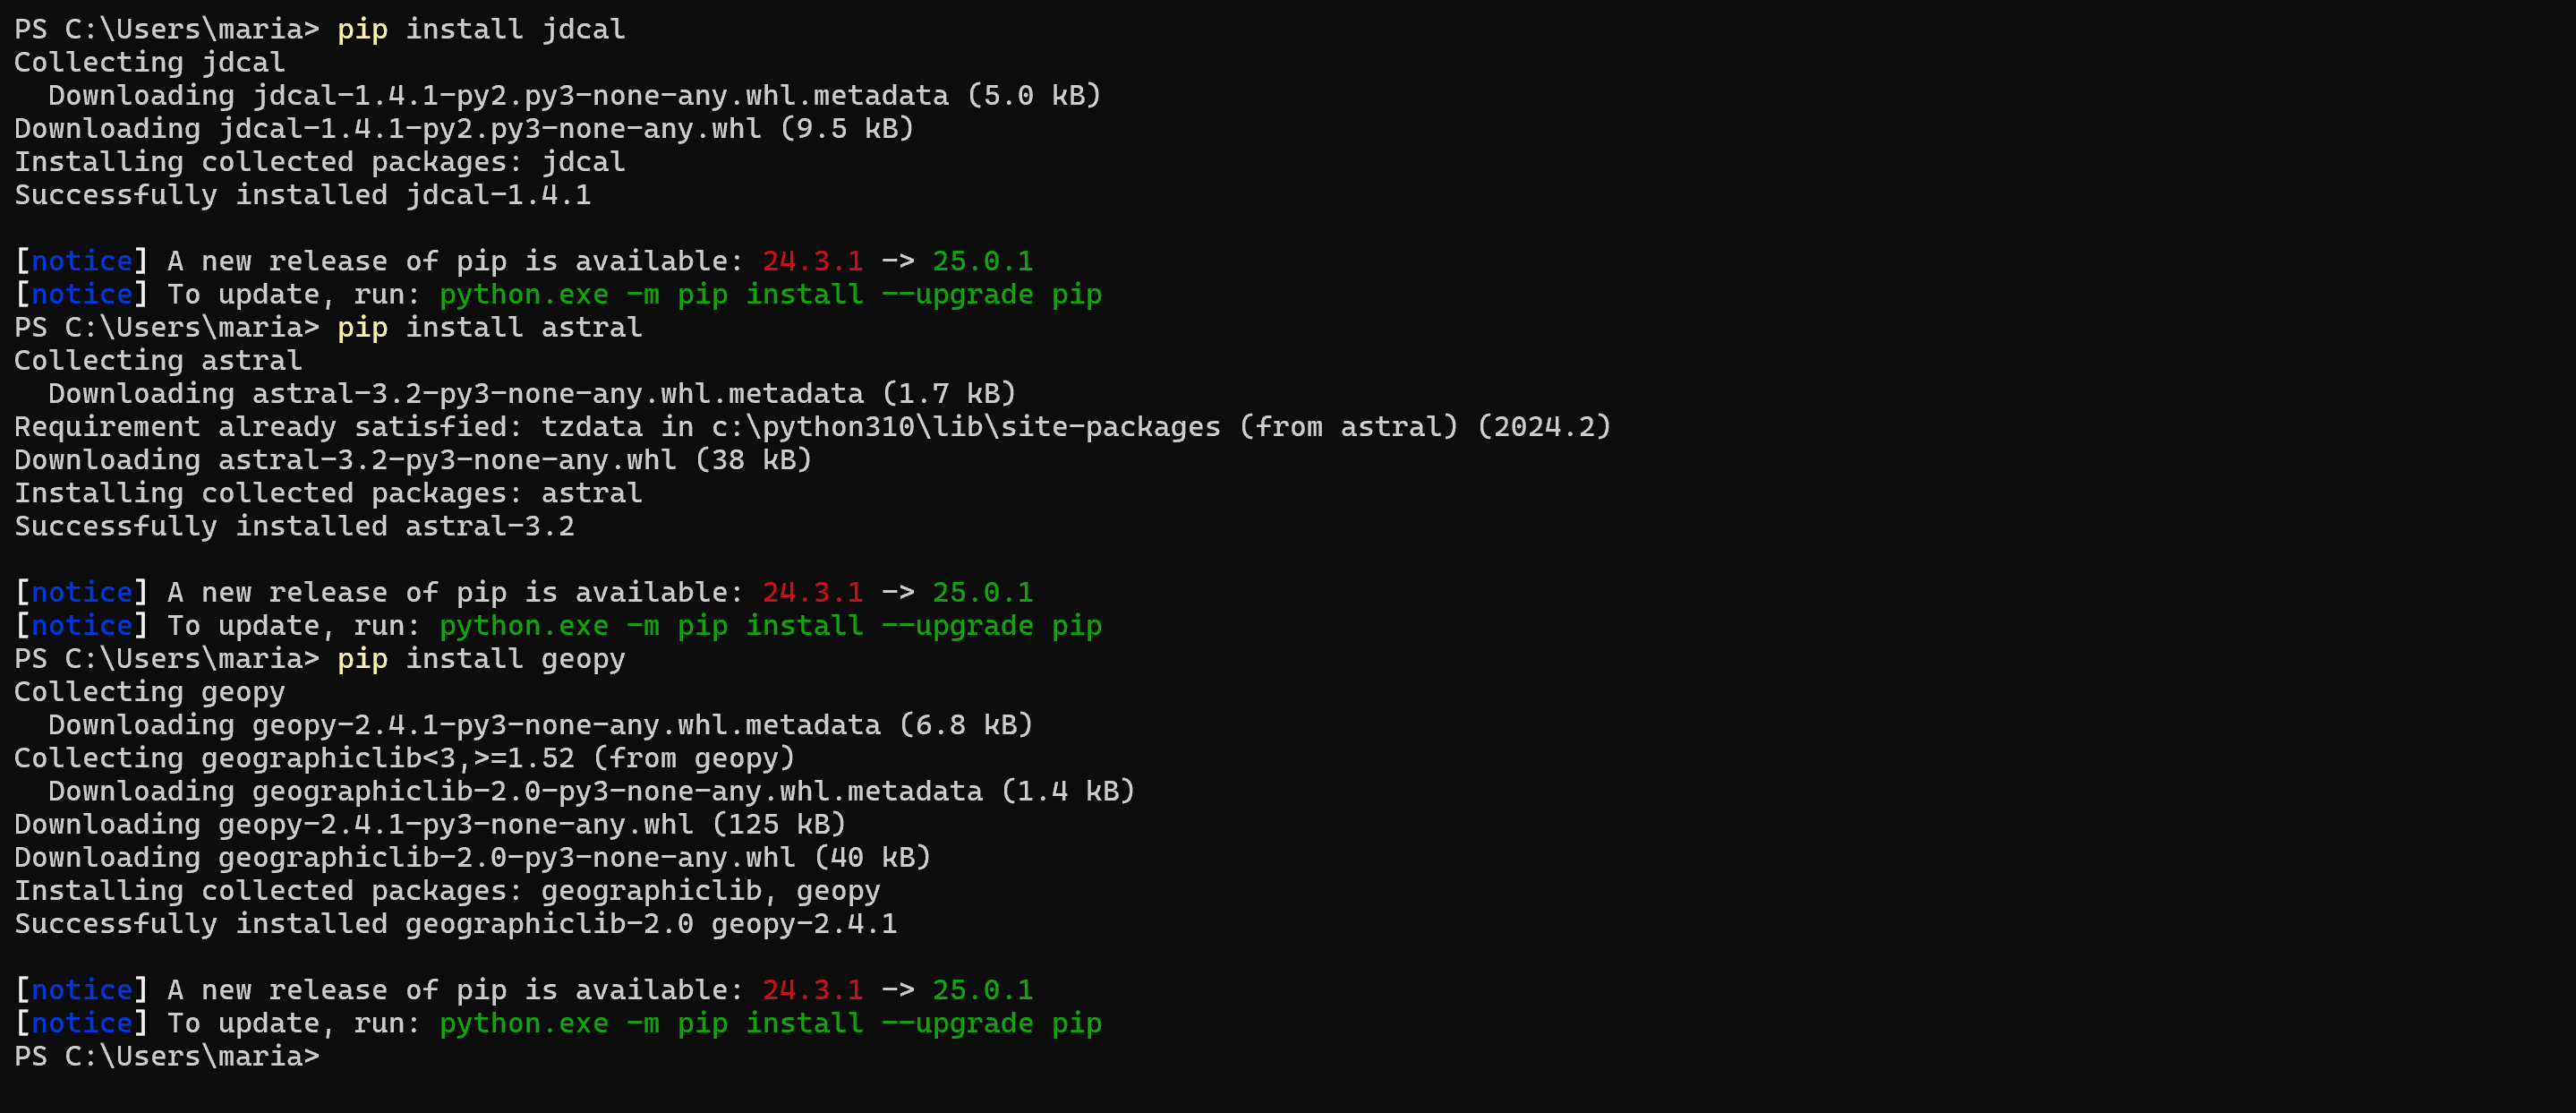 PS C:\Users\maria> pip install jdcal
Collecting jdcal
  Downloading jdcal-1.4.1-py2.py3-none-any.whl.metadata (5.0 kB)
Downloading jdcal-1.4.1-py2.py3-none-any.whl (9.5 kB)
Installing collected packages: jdcal
Successfully installed jdcal-1.4.1

[notice] A new release of pip is available: 24.3.1 -> 25.0.1
[notice] To update, run: python.exe -m pip install --upgrade pip
PS C:\Users\maria> pip install astral
Collecting astral
  Downloading astral-3.2-py3-none-any.whl.metadata (1.7 kB)
Requirement already satisfied: tzdata in c:\python310\lib\site-packages (from astral) (2024.2)
Downloading astral-3.2-py3-none-any.whl (38 kB)
Installing collected packages: astral
Successfully installed astral-3.2

[notice] A new release of pip is available: 24.3.1 -> 25.0.1
[notice] To update, run: python.exe -m pip install --upgrade pip
PS C:\Users\maria> pip install geopy
Collecting geopy
  Downloading geopy-2.4.1-py3-none-any.whl.metadata (6.8 kB)
Collecting geographiclib<3,>=1.52 (from geopy)
  Downloading geographiclib-2.0-py3-none-any.whl.metadata (1.4 kB)
Downloading geopy-2.4.1-py3-none-any.whl (125 kB)
Downloading geographiclib-2.0-py3-none-any.whl (40 kB)
Installing collected packages: geographiclib, geopy
Successfully installed geographiclib-2.0 geopy-2.4.1

[notice] A new release of pip is available: 24.3.1 -> 25.0.1
[notice] To update, run: python.exe -m pip install --upgrade pip
PS C:\Users\maria>